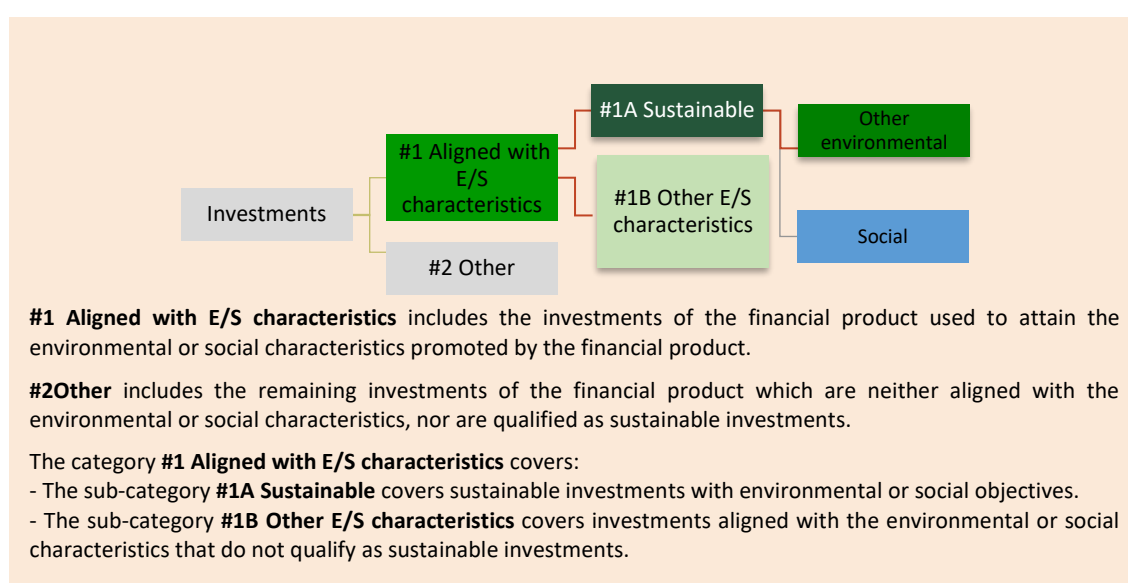 #1A Sustainable
Other
environmental
#1 Aligned with
E/S
characteristics
#1B Other E/S
characteristics
Investments
Social
#2 Other
#1 Aligned with E/S characteristics includes the investments of the financial product used to attain the
environmental or social characteristics promoted by the financial product.
#2Other includes the remaining investments of the financial product which are neither aligned with the
environmental or social characteristics, nor are qualified as sustainable investments.
The category #1 Aligned with E/S characteristics covers:
- The sub-category #1A Sustainable covers sustainable investments with environmental or social objectives.
- The sub-category #1B Other E/S characteristics covers investments aligned with the environmental or social
characteristics that do not qualify as sustainable investments.